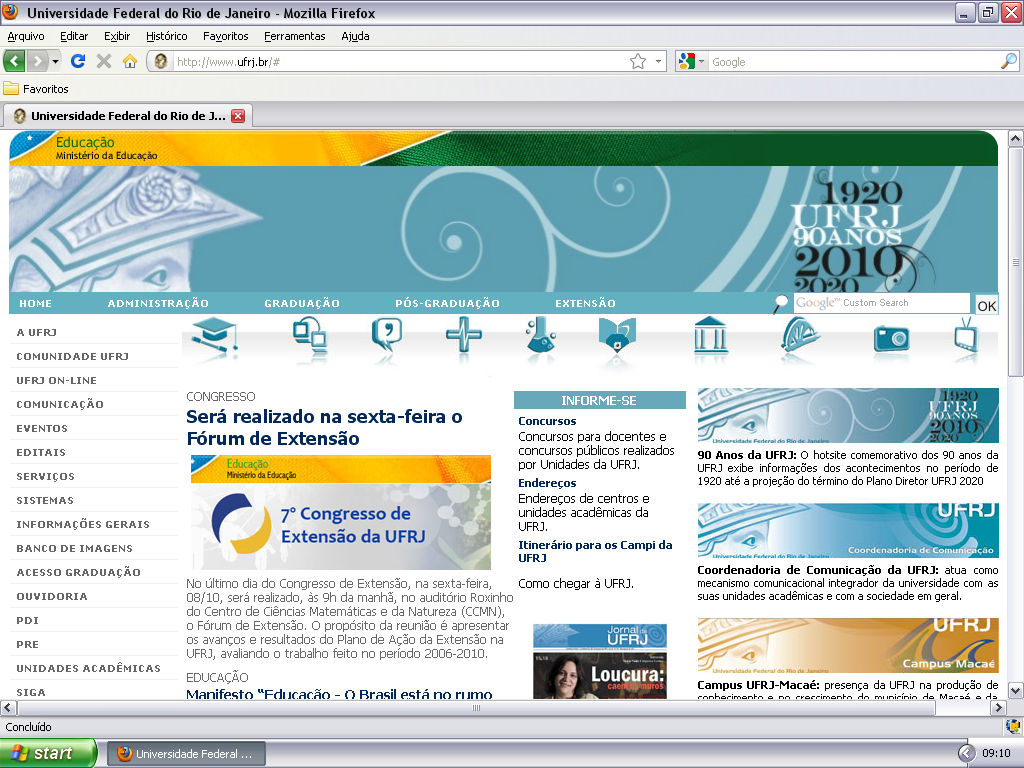 Universidade Federal do Rio de Janeiro - Mozilla Firefox
Arquivo Editar Exibir Histórico Favoritos Ferramentas Ajuda
http://www.ufrj.br/#
Google
Favoritos
Universidade Federal do Rio de J...
Educação
Ministério da Educação
1920
UFRJ
90ANOS
2010
HOME ADMINISTRAÇÃO GRADUAÇÃO PÓS-GRADUAÇÃO EXTENSÃO
Google™ Custom Search
OK
A UFRJ
COMUNIDADE UFRJ
UFRJ ON-LINE
COMUNICAÇÃO
EVENTOS
EDITAIS
SERVIÇOS
SISTEMAS
INFORMAÇÕES GERAIS
BANCO DE IMAGENS
ACESSO GRADUAÇÃO
OUVIDORIA
PDI
PRE
UNIDADES ACADÊMICAS
SIGA
CONGRESSO
Será realizado na sexta-feira o
Fórum de Extensão
Educação
Ministério da Educação
7º Congresso de
Extensão da UFRJ
No último dia do Congresso de Extensão, na sexta-feira,
08/10, será realizado, às 9h da manhã, no auditório Roxinho
do Centro de Ciências Matemáticas e da Natureza (CCMN),
o Fórum de Extensão. O propósito da reunião é apresentar
os avanços e resultados do Plano de Ação da Extensão na
UFRJ, avaliando o trabalho feito no período 2006-2010.
EDUCAÇÃO
Manifesto “Educação - O Brasil está no rumo
INFORME-SE
Concursos
Concursos para docentes e
concursos públicos realizados
por Unidades da UFRJ.
Endereços
Endereços de centros e
unidades acadêmicas da
UFRJ.
Itinerário para os Campi da
UFRJ
Como chegar à UFRJ.
Jornal da
UFRJ
Loucura:
caem os muros
1920
UFRJ
90ANOS
2010
Universidade Federal do Rio de Janeiro
90 Anos da UFRJ: O hotsite comemorativo dos 90 anos da
UFRJ exibe informações dos acontecimentos no período de
1920 até a projeção do término do Plano Diretor UFRJ 2020
UFRJ
Universidade Federal do Rio de Janeiro
Coordenadoria de Comunicação
Coordenadoria de Comunicação da UFRJ: atua como
mecanismo comunicacional integrador da universidade com as
suas unidades acadêmicas e com a sociedade em geral.
UFRJ
Universidade Federal do Rio de Janeiro
Campus Macaé
Campus UFRJ-Macaé: presença da UFRJ na produção de
conhecimento e no crescimento do município de Macaé e da
Concluído
start
Universidade Federal ...
09:10